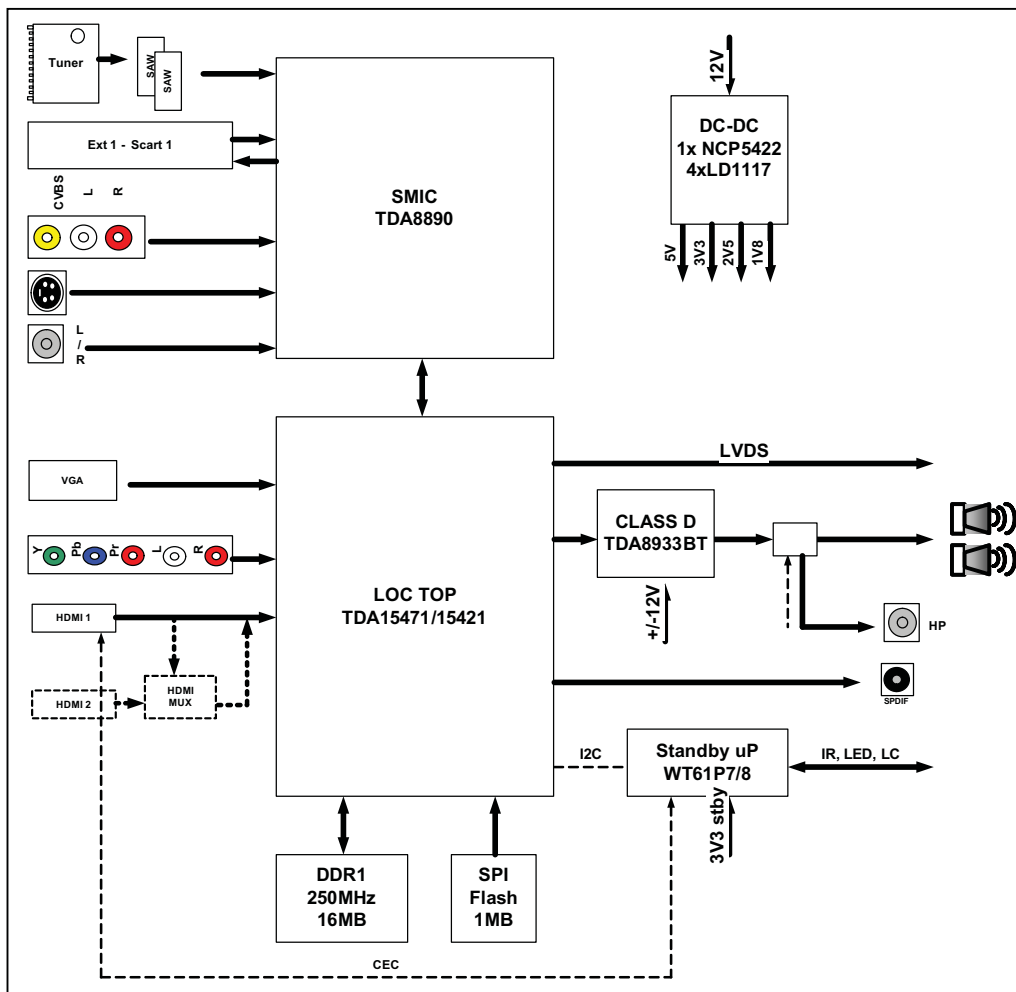 Tuner
SAW
SAW
12V
DC-DC
1x NCP5422
4xLD1117
5V
3V3
2V5
1V8
Ext 1 - Scart 1
CVBS
L
R
SMIC
TDA8890
L
/
R
LVDS
VGA
CLASS D
TDA8933BT
Y
Pb
Pr
L
R
LOC TOP
TDA15471/15421
+/-12V
HDMI 1
HP
HDMI
MUX
HDMI 2
SPDIF
I2C
Standby uP
WT61P7/8
IR, LED, LC
3V3 stby
DDR1
250MHz
16MB
SPI
Flash
1MB
CEC